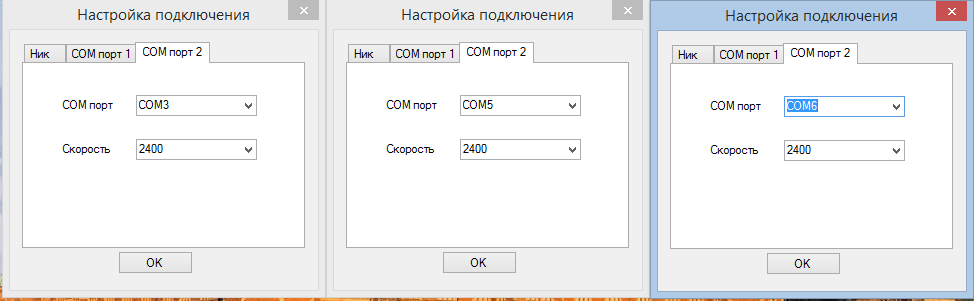 Настройка подключения
Ник COM порт 1 COM порт 2
COM порт COM3
Скорость 2400
OK
Настройка подключения
Ник COM порт 1 COM порт 2
COM порт COM5
Скорость 2400
OK
Настройка подключения
Ник COM порт 1 COM порт 2
COM порт COM6
Скорость 2400
OK